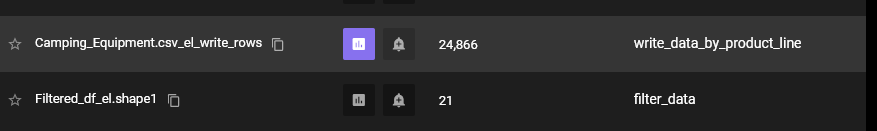 Camping_Equipment.csv_el_write_rows 24,866 write_data_by_product_line
Filtered_df_el.shape1 21 filter_data